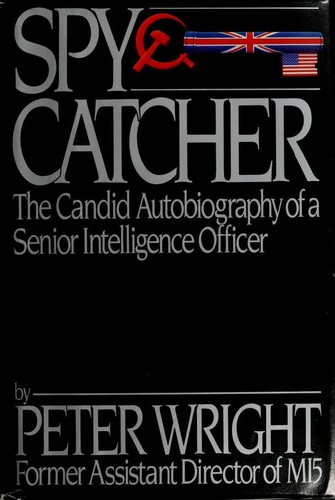 SPY
CATCHER
The Candid Autobiography of a
Senior Intelligence Officer
by
PETER WRIGHT
Former Assistant Director of MI5